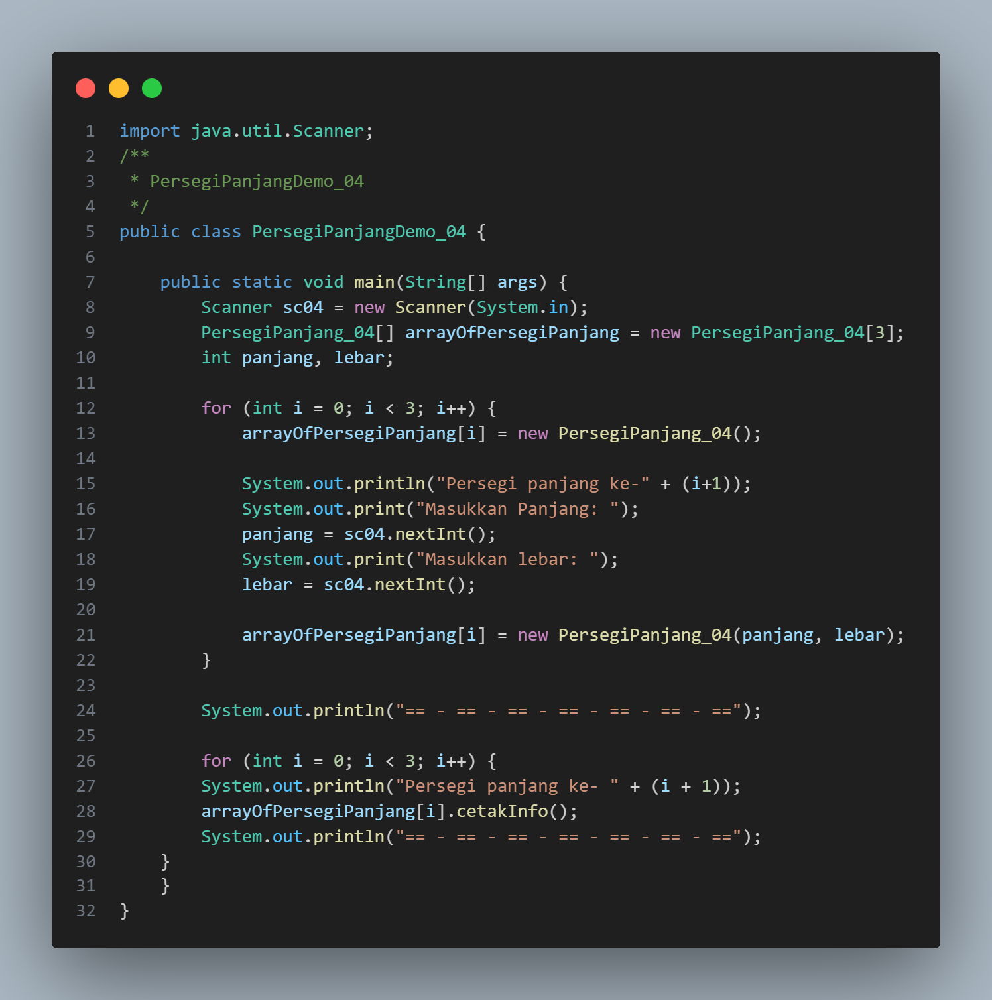 1 import java.util.Scanner;
2 /**
3  * PersegiPanjangDemo_04
4  */
5 public class PersegiPanjangDemo_04 {
6
7     public static void main(String[] args) {
8         Scanner sc04 = new Scanner(System.in);
9         PersegiPanjang_04[] arrayOfPersegiPanjang = new PersegiPanjang_04[3];
10         int panjang, lebar;
11
12         for (int i = 0; i < 3; i++) {
13             arrayOfPersegiPanjang[i] = new PersegiPanjang_04();
14
15             System.out.println("Persegi panjang ke-" + (i+1));
16             System.out.print("Masukkan Panjang: ");
17             panjang = sc04.nextInt();
18             System.out.print("Masukkan lebar: ");
19             lebar = sc04.nextInt();
20
21             arrayOfPersegiPanjang[i] = new PersegiPanjang_04(panjang, lebar);
22         }
23
24         System.out.println("== - == - == - == - == - == - ==");
25
26         for (int i = 0; i < 3; i++) {
27         System.out.println("Persegi panjang ke- " + (i + 1));
28         arrayOfPersegiPanjang[i].cetakInfo();
29         System.out.println("== - == - == - == - == - == - ==");
30     }
31     }
32 }